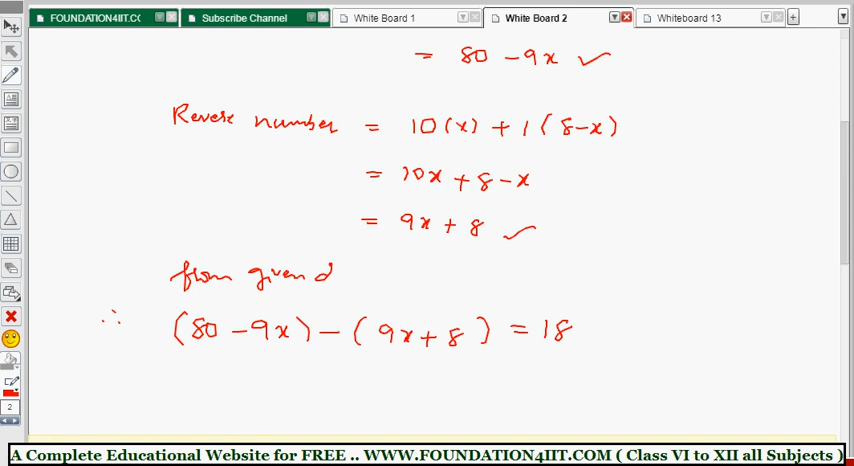 FOUNDATION4IIT.CC Subscribe Channel White Board 1 White Board 2 Whiteboard 13
= 80 - 9x ✓
Revese number = 10(x) + 1(8-x)
= 10x + 8 - x
= 9x + 8 ✓
from given d
∴ (80 - 9x) - (9x + 8) = 18
2
A Complete Educational Website for FREE .. WWW.FOUNDATION4IIT.COM ( Class VI to XII all Subjects )